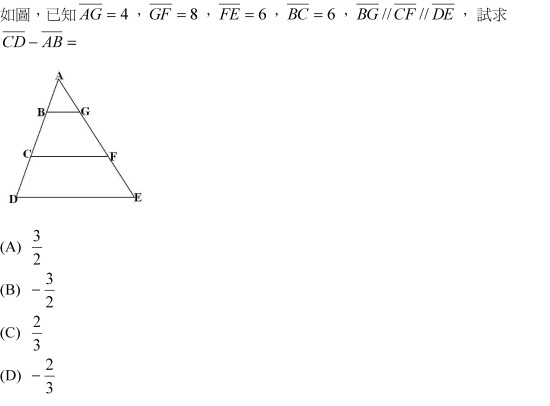 如圖，已知 AG = 4 ， GF = 8 ， FE = 6 ， BC = 6 ， BG // CF // DE ， 試求
CD − AB =
A
B G
C F
D E
(A) 3/2
(B) −3/2
(C) 2/3
(D) −2/3